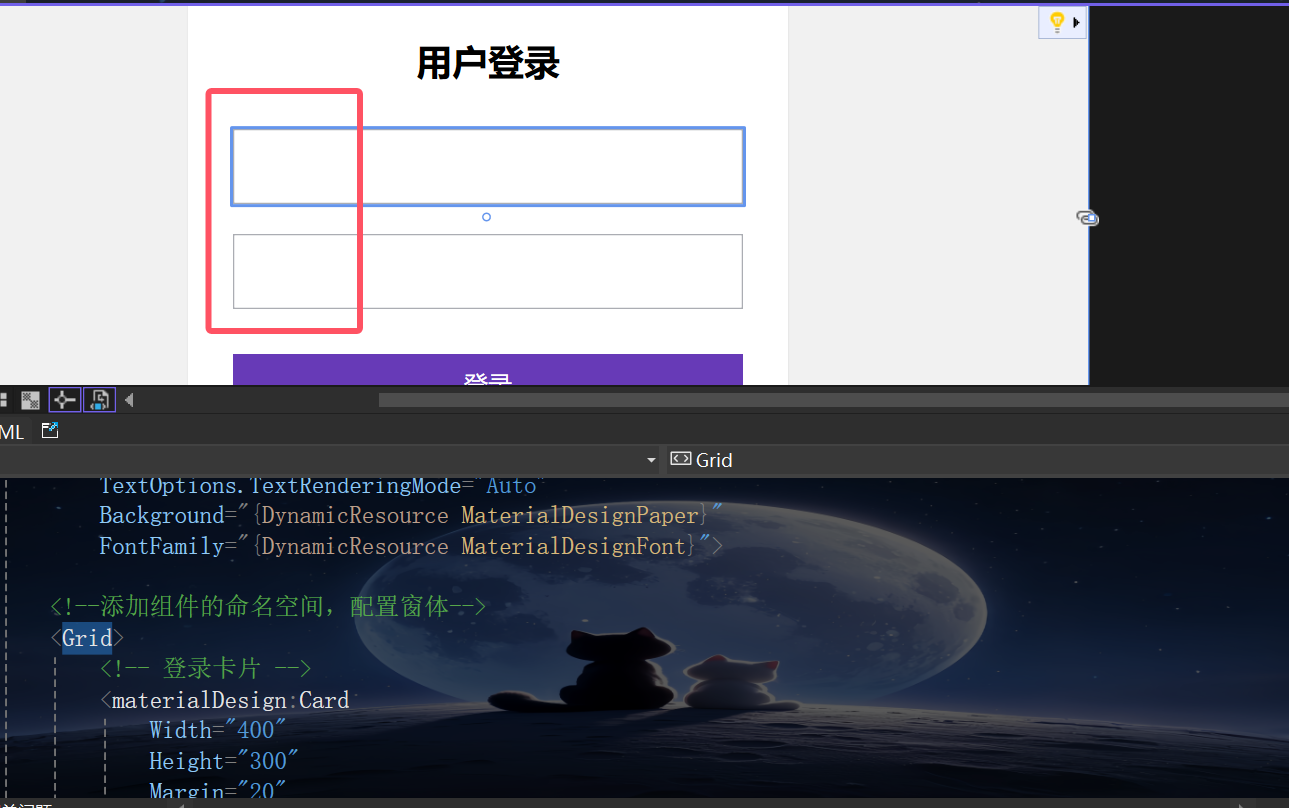 用户登录
登录
ML
Grid
TextOptions.TextRenderingMode="Auto"
Background="{DynamicResource MaterialDesignPaper}"
FontFamily="{DynamicResource MaterialDesignFont}">
<!--添加组件的命名空间，配置窗体-->
<Grid>
<!-- 登录卡片 -->
<materialDesign:Card
Width="400"
Height="300"
Margin="20"